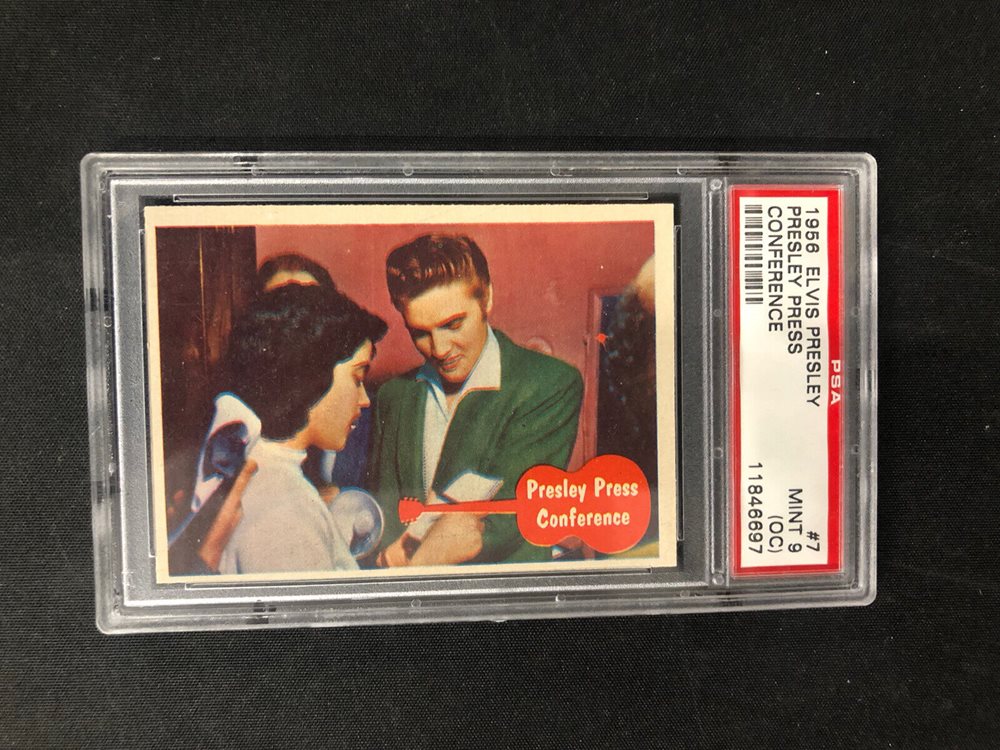 Presley Press
Conference
PSA
1956 ELVIS PRESLEY #7
PRESLEY PRESS MINT 9
CONFERENCE (OC)
11846697